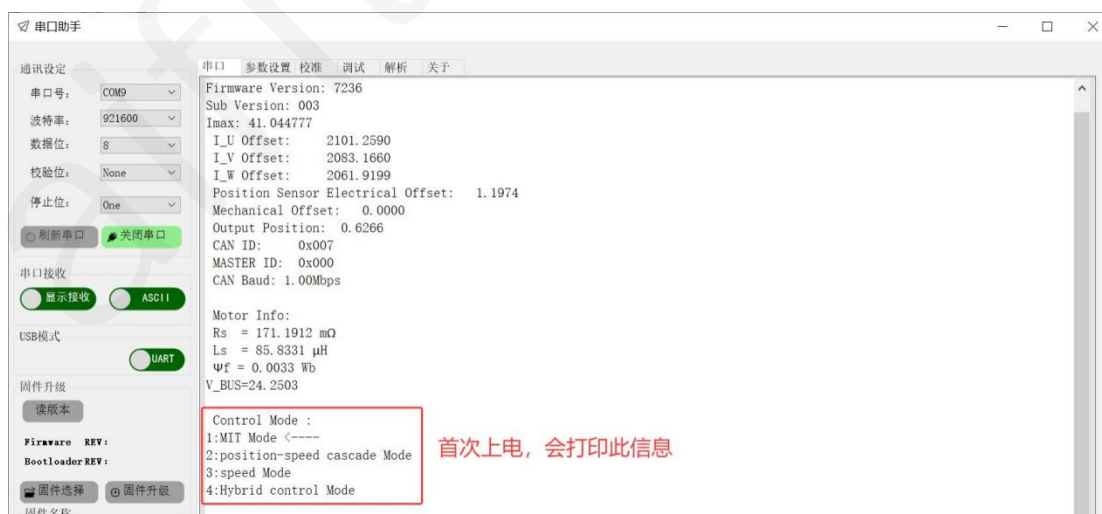 串口助手
通讯设定
串口号： COM9
波特率： 921600
数据位： 8
校验位： None
停止位： One
刷新串口 关闭串口
串口接收
显示接收 ASCII
USB模式
UART
固件升级
读版本
Firmware REV:
Bootloader REV:
固件选择 固件升级
固件名称
串口 参数设置 校准 调试 解析 关于
Firmware Version: 7236
Sub Version: 003
Imax: 41.044777
I_U Offset: 2101.2590
I_V Offset: 2083.1660
I_W Offset: 2061.9199
Position Sensor Electrical Offset: 1.1974
Mechanical Offset: 0.0000
Output Position: 0.6266
CAN ID: 0x007
MASTER ID: 0x000
CAN Baud: 1.00Mbps
Motor Info:
Rs = 171.1912 mΩ
Ls = 85.8331 μH
Ψf = 0.0033 Wb
V_BUS=24.2503
Control Mode :
1:MIT Mode <----
2:position-speed cascade Mode
3:speed Mode
4:Hybrid control Mode
首次上电，会打印此信息